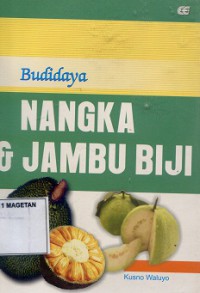 Budidaya
NANGKA
& JAMBU BIJI
1 MAGETAN
Kusno Waluyo